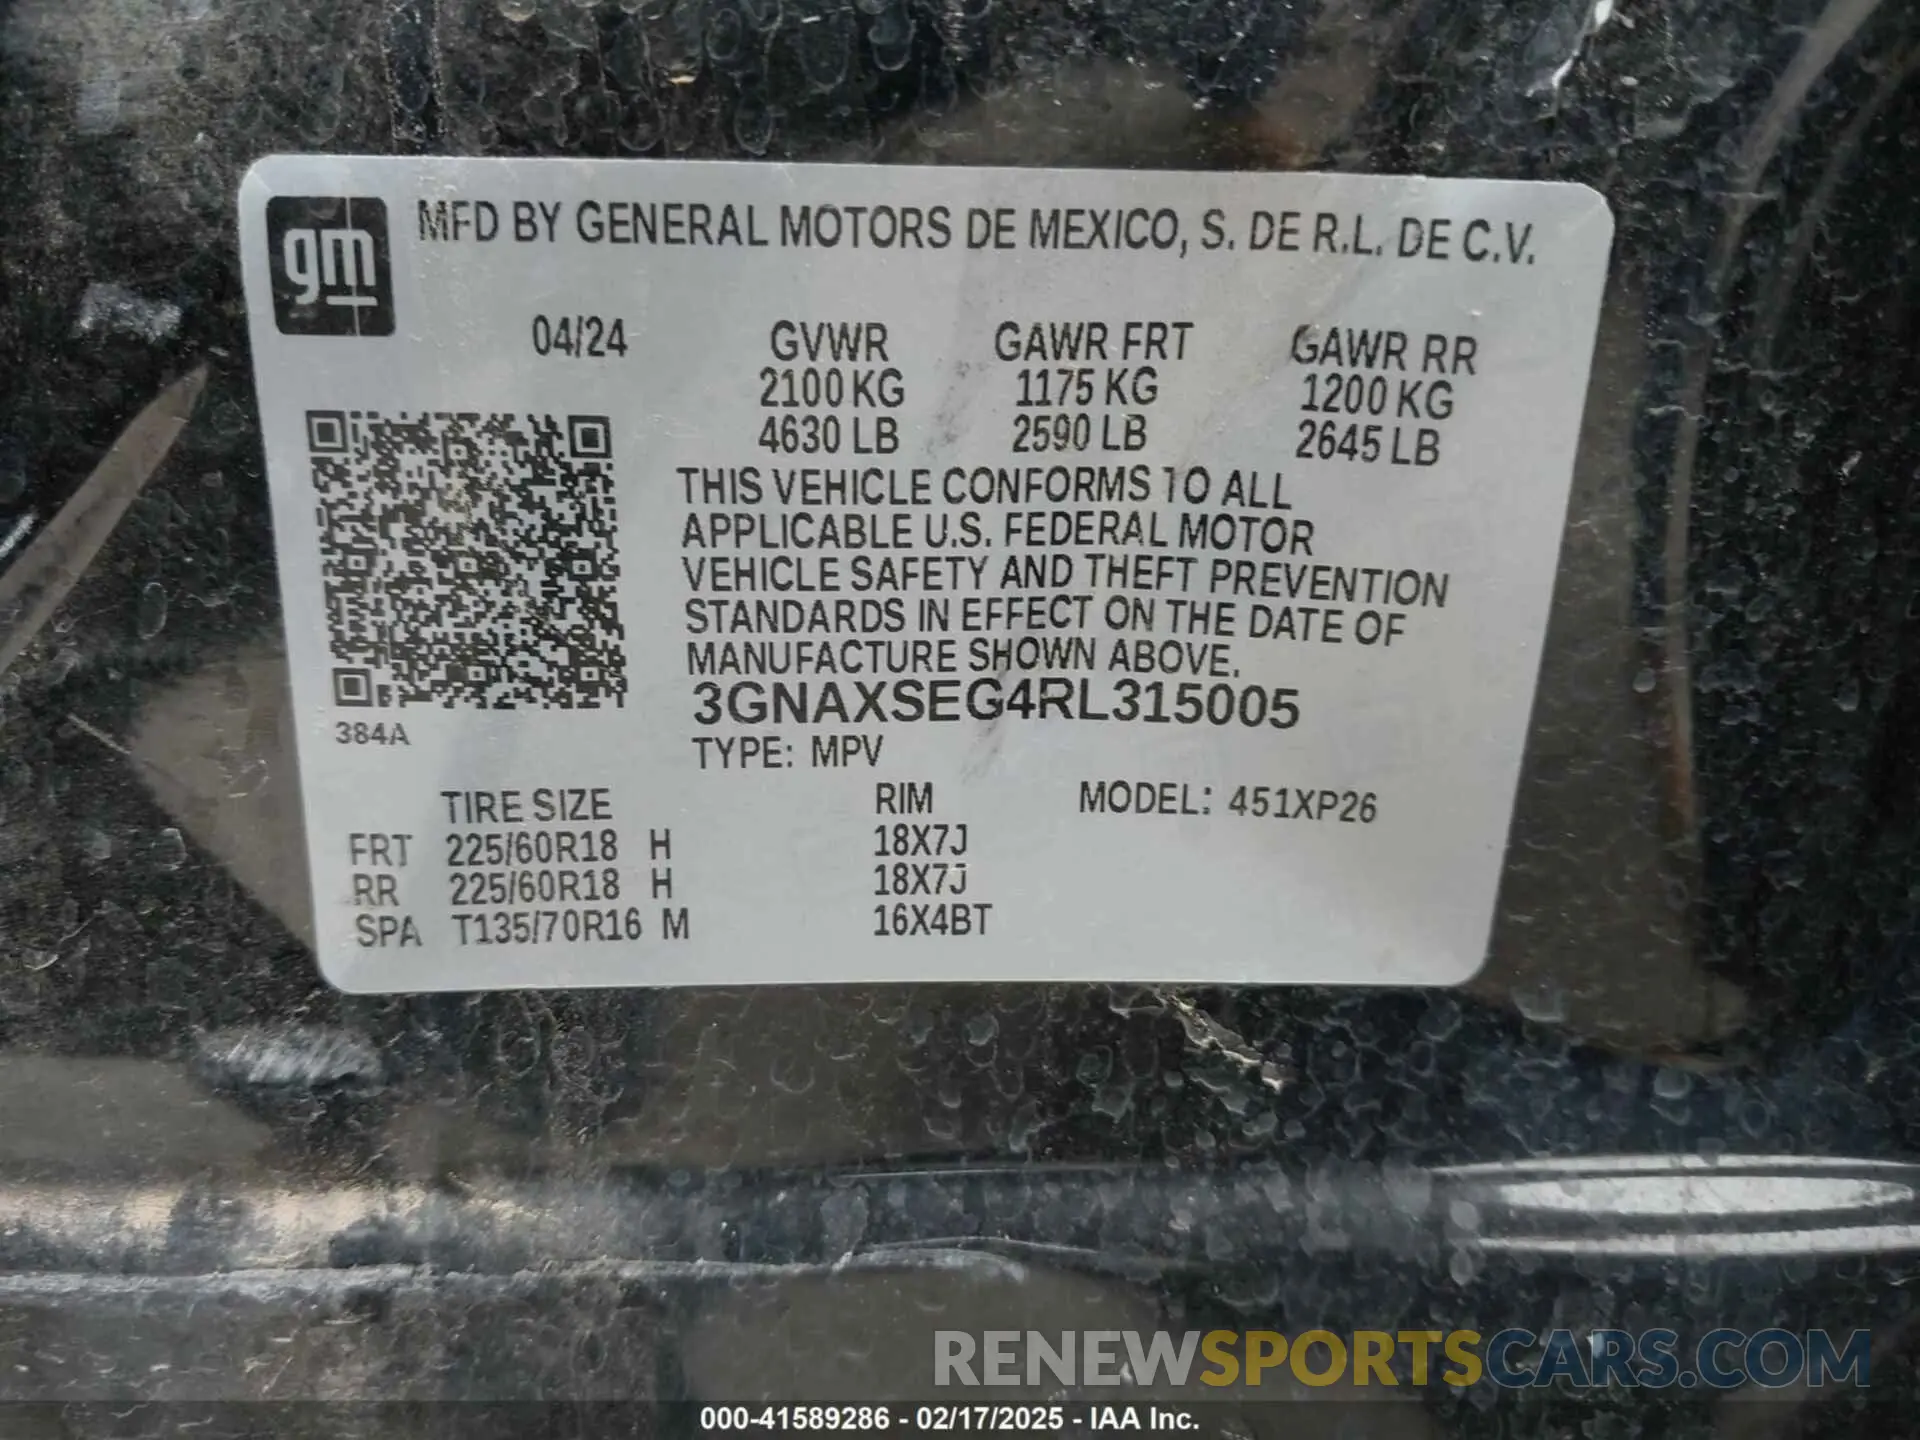 gm
MFD BY GENERAL MOTORS DE MEXICO, S. DE R.L. DE C.V.
04/24 GVWR GAWR FRT GAWR RR
2100 KG 1175 KG 1200 KG
4630 LB 2590 LB 2645 LB
THIS VEHICLE CONFORMS TO ALL
APPLICABLE U.S. FEDERAL MOTOR
VEHICLE SAFETY AND THEFT PREVENTION
STANDARDS IN EFFECT ON THE DATE OF
MANUFACTURE SHOWN ABOVE.
3GNAXSEG4RL315005
384A
TYPE: MPV
TIRE SIZE RIM MODEL: 451XP26
FRT 225/60R18 H 18X7J
RR 225/60R18 H 18X7J
SPA T135/70R16 M 16X4BT
RENEWSPORTSCARS.COM
000-41589286 - 02/17/2025 - IAA Inc.